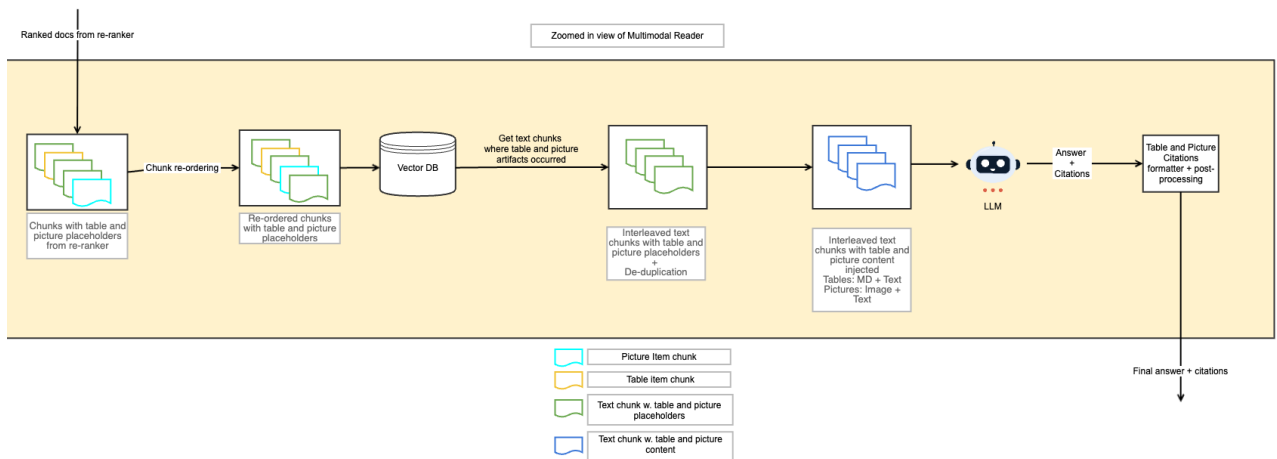 Ranked docs from re-ranker
Zoomed in view of Multimodal Reader
Chunk re-ordering
Vector DB
Get text chunks
where table and picture
artifacts occurred
Answer
+
Citations
LLM
Table and Picture
Citations
formatter + post-
processing
Chunks with table and
picture placeholders
from re-ranker
Re-ordered chunks
with table and picture
placeholders
Interleaved text
chunks with table and
picture placeholders
+
De-duplication
Interleaved text
chunks with table and
picture content
injected
Tables: MD + Text
Pictures: Image +
Text
Final answer + citations
Picture Item chunk
Table item chunk
Text chunk w. table and picture
placeholders
Text chunk w. table and picture
content